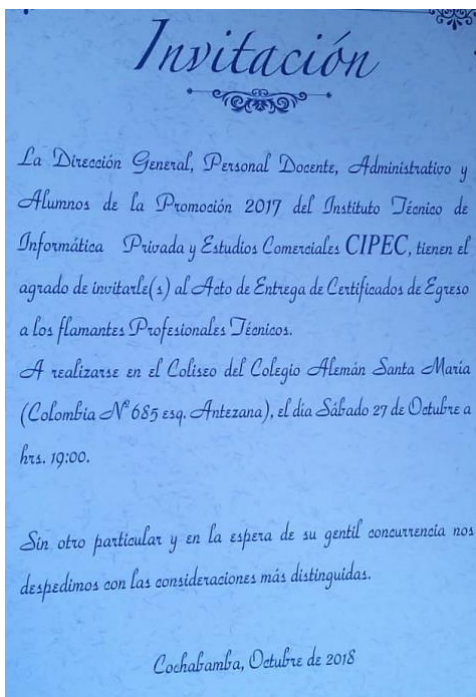 Invitación
La Dirección General, Personal Docente, Administrativo y
Alumnos de la Promoción 2017 del Instituto Técnico de
Informática Privada y Estudios Comerciales CIPEC, tienen el
agrado de invitarle(s) al Acto de Entrega de Certificados de Egreso
a los flamantes Profesionales Técnicos.
A realizarse en el Coliseo del Colegio Alemán Santa María
(Colombia Nº 685 esq. Antezana), el día Sábado 27 de Octubre a
hrs. 19:00.
Sin otro particular y en la espera de su gentil concurrencia nos
despedimos con las consideraciones más distinguidas.
Cochabamba, Octubre de 2018